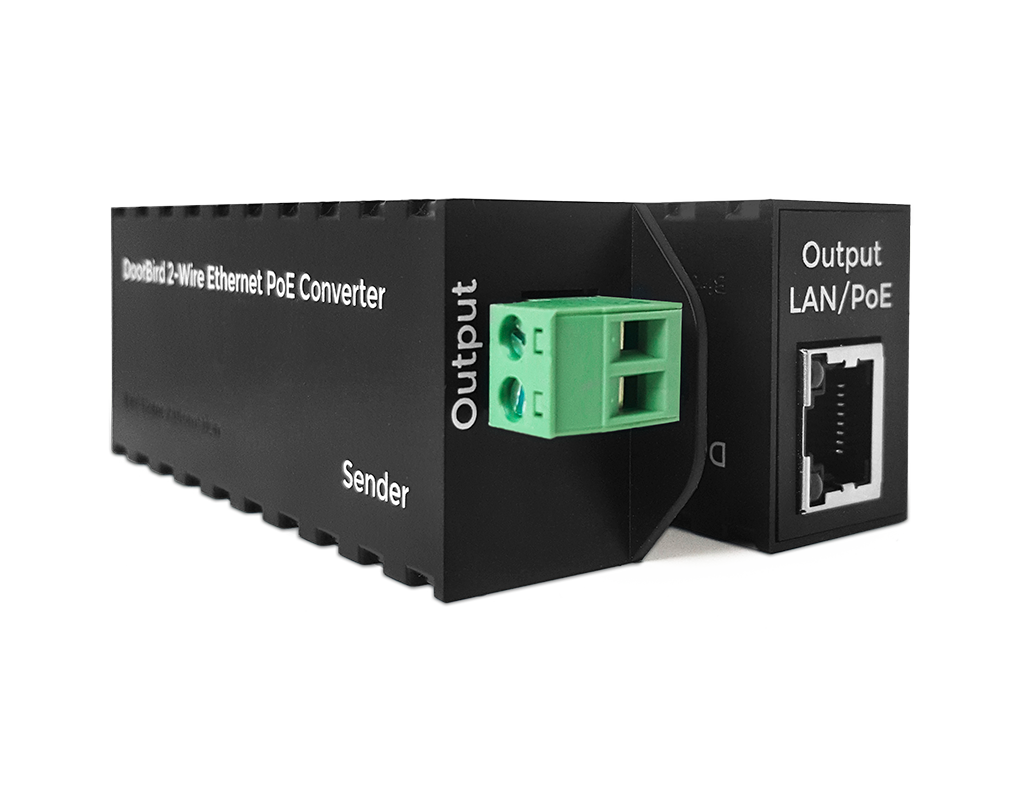 DoorBird 2-Wire Ethernet PoE Converter
Sender
Output
Output
LAN/PoE